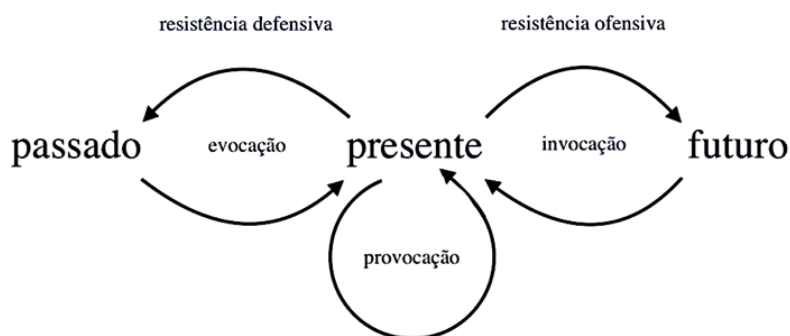 resistência defensiva resistência ofensiva
passado evocação presente invocação futuro
provocação